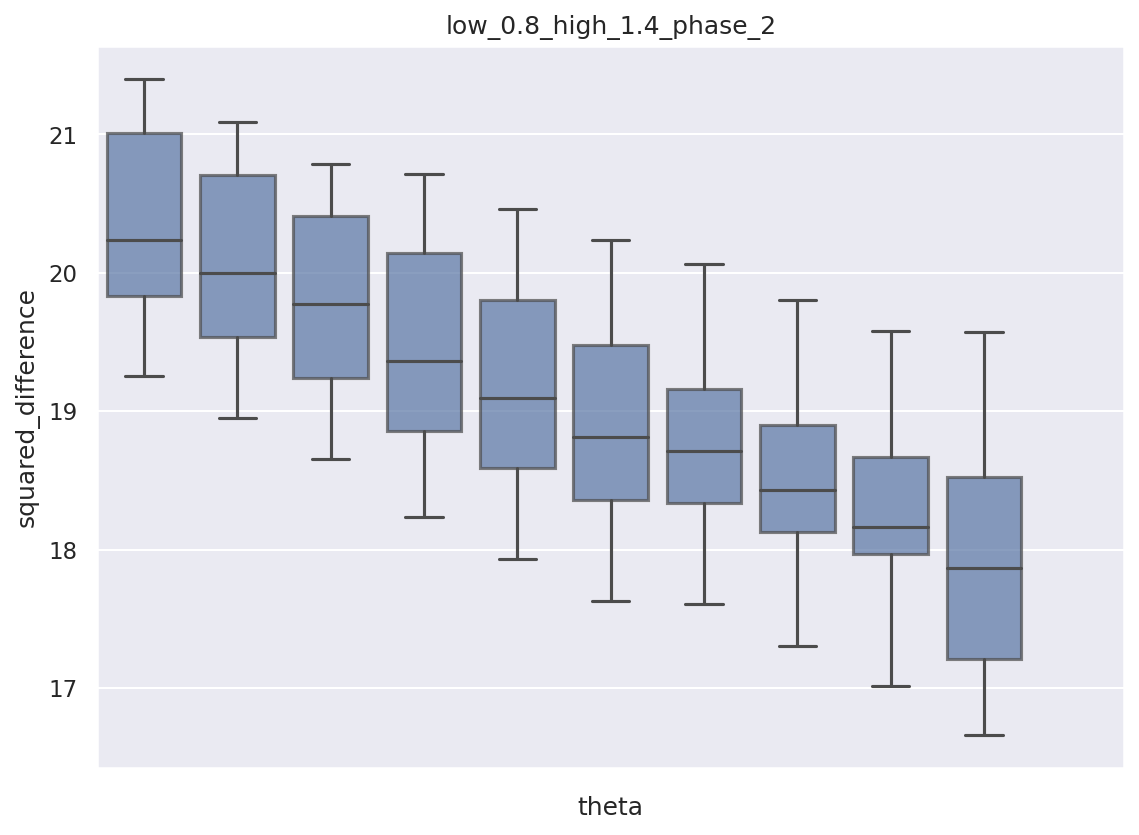 low_0.8_high_1.4_phase_2
21
20
19
18
17
squared_difference
theta